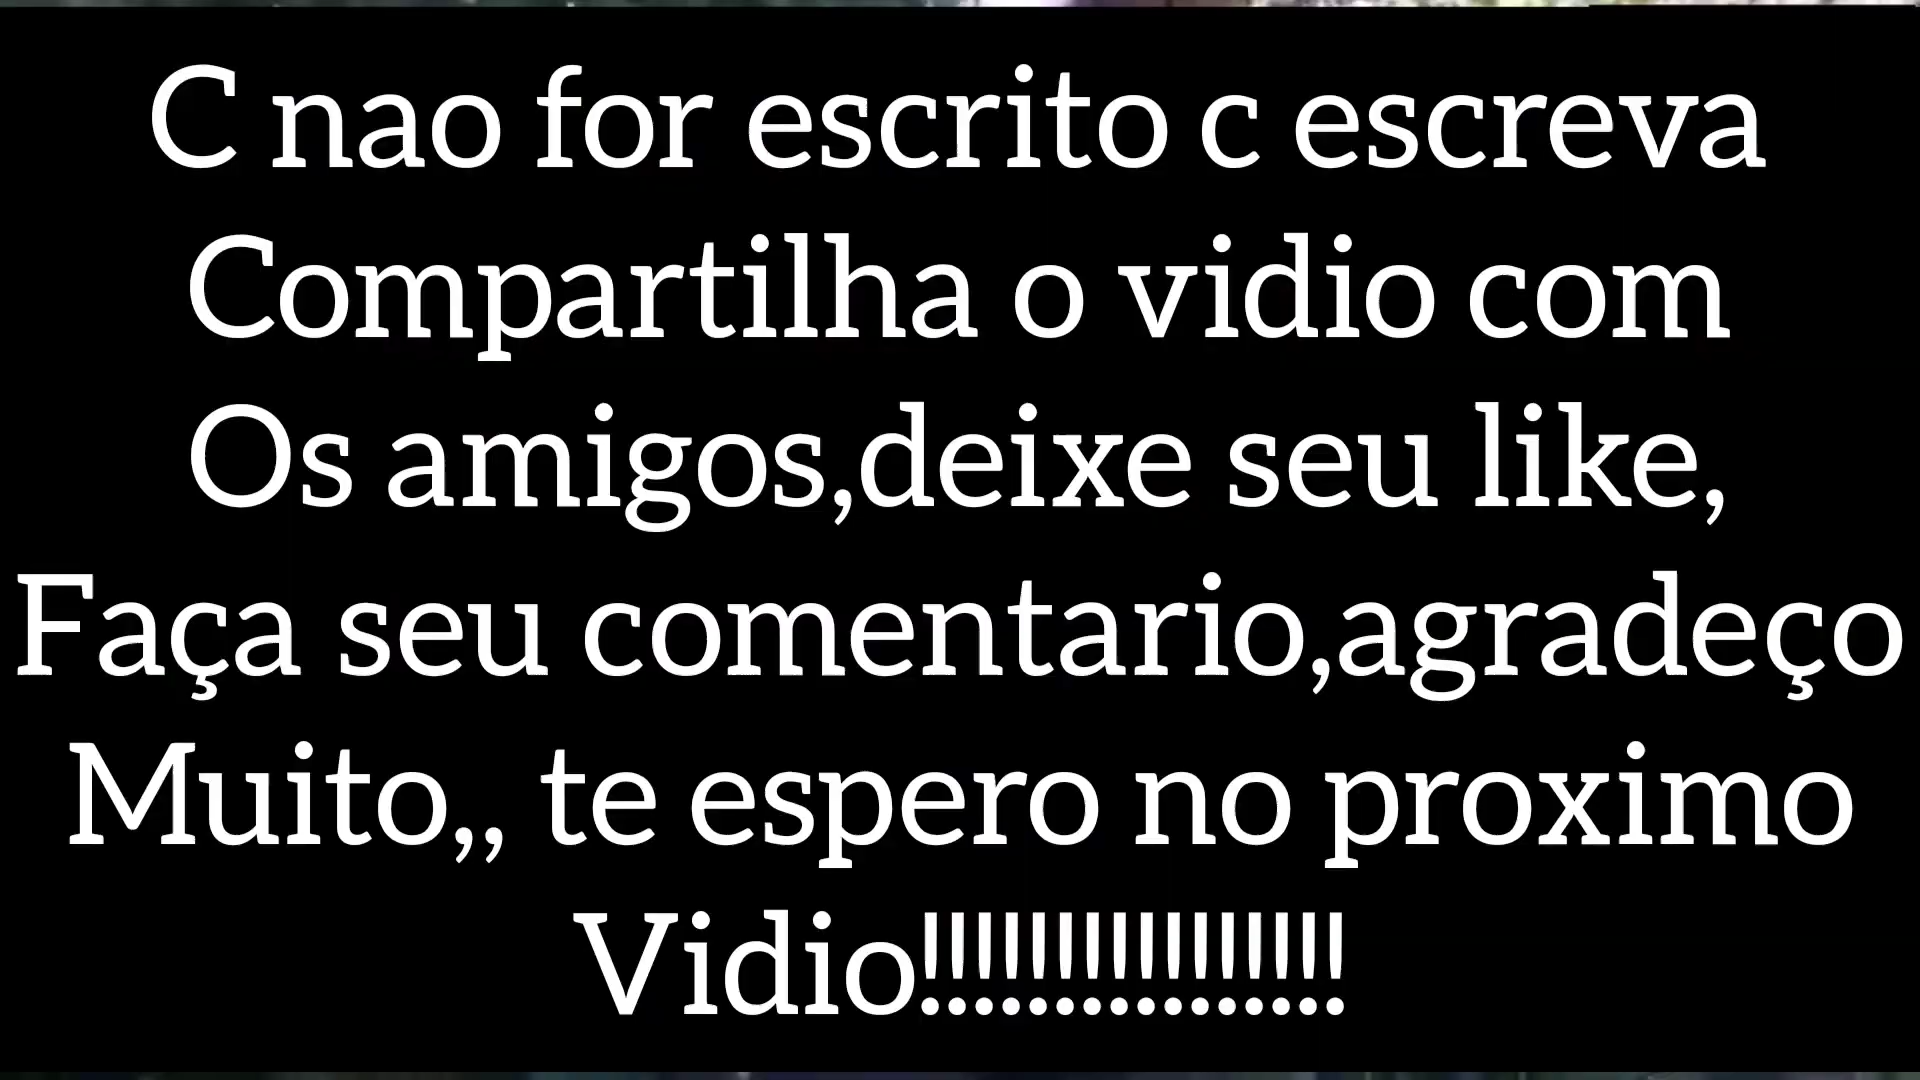 C nao for escrito c escreva
Compartilha o vidio com
Os amigos,deixe seu like,
Faça seu comentario,agradeço
Muito,, te espero no proximo
Vidio!!!!!!!!!!!!!!!!